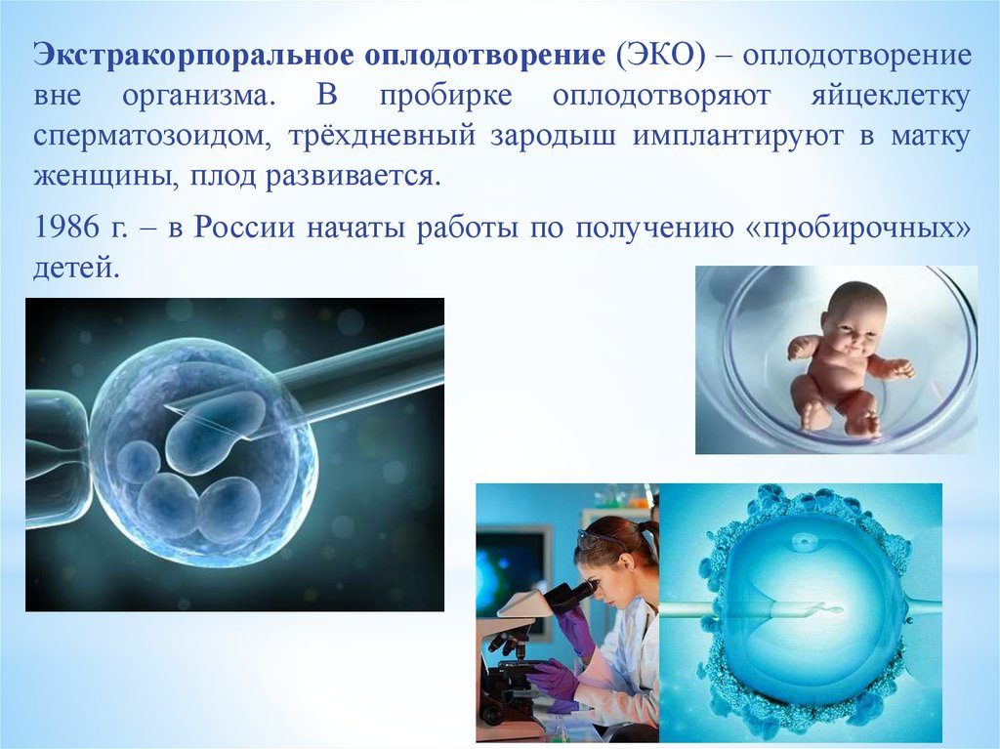 Экстракорпоральное оплодотворение (ЭКО) – оплодотворение
вне организма. В пробирке оплодотворяют яйцеклетку
сперматозоидом, трёхдневный зародыш имплантируют в матку
женщины, плод развивается.
1986 г. – в России начаты работы по получению «пробирочных»
детей.